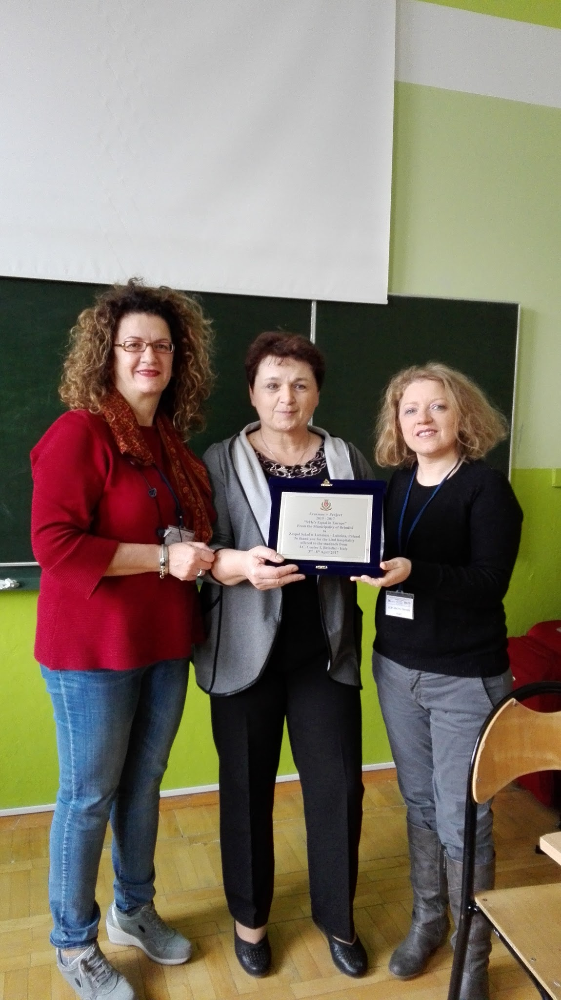 Erasmus + Project
2015 - 2017
"S/He's Equal in Europe"
From the Municipality of Brindisi
to
Zespol Szkol w Lubzinie - Lubzina, Poland
To thank you for the kind hospitality
offered to the students from
I.C. Centro 1, Brindisi - Italy
3rd - 8th April 2017